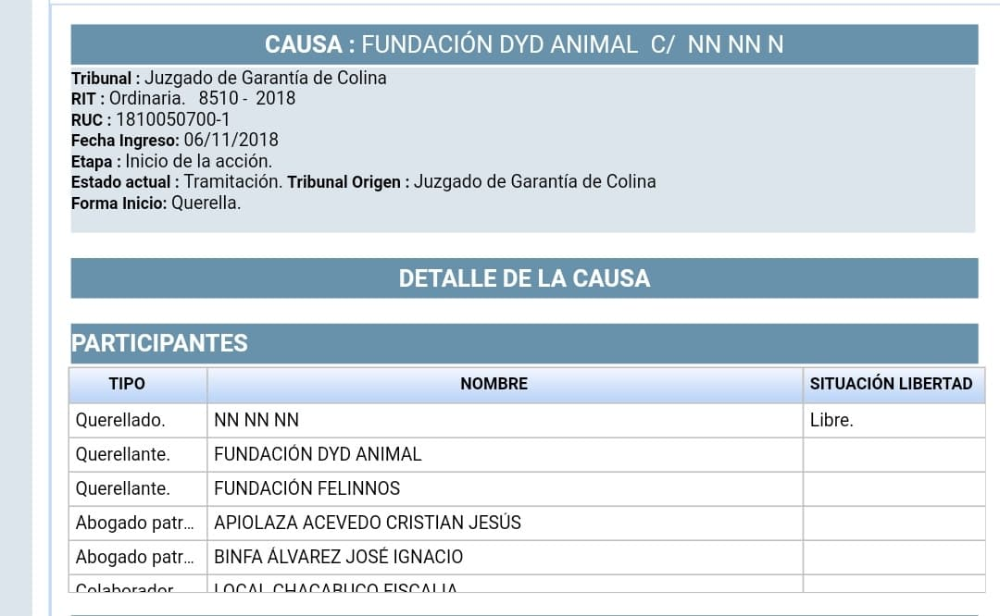 CAUSA : FUNDACIÓN DYD ANIMAL C/ NN NN N
Tribunal : Juzgado de Garantía de Colina
RIT : Ordinaria. 8510 - 2018
RUC : 1810050700-1
Fecha Ingreso: 06/11/2018
Etapa : Inicio de la acción.
Estado actual : Tramitación. Tribunal Origen : Juzgado de Garantía de Colina
Forma Inicio: Querella.
DETALLE DE LA CAUSA
PARTICIPANTES
TIPO NOMBRE SITUACIÓN LIBERTAD
Querellado. NN NN NN Libre.
Querellante. FUNDACIÓN DYD ANIMAL
Querellante. FUNDACIÓN FELINNOS
Abogado patr... APIOLAZA ACEVEDO CRISTIAN JESÚS
Abogado patr... BINFA ÁLVAREZ JOSÉ IGNACIO
Colaborador LOCAL CHACABUCO FISCALIA